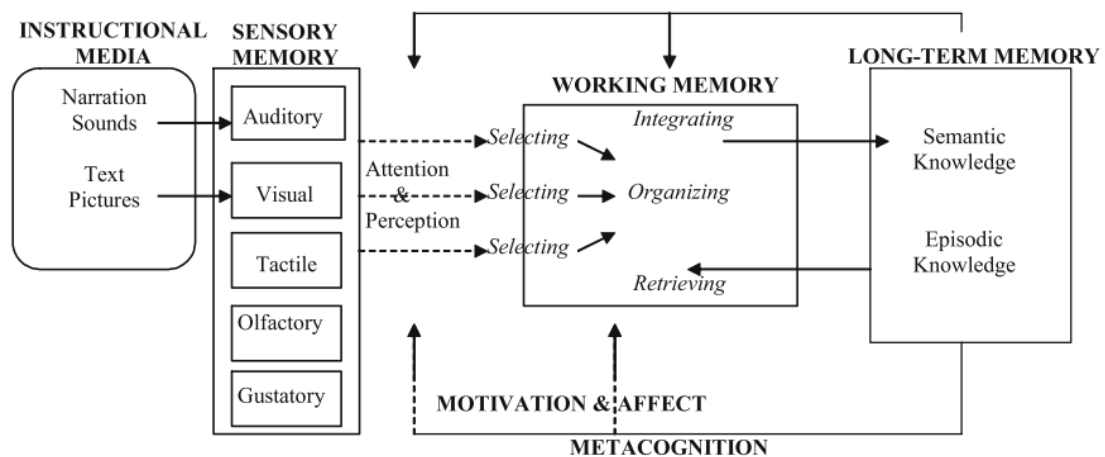 INSTRUCTIONAL
MEDIA
Narration
Sounds
Text
Pictures
SENSORY
MEMORY
Auditory
Visual
Tactile
Olfactory
Gustatory
Attention
&
Perception
Selecting
Selecting
Selecting
WORKING MEMORY
Integrating
Organizing
Retrieving
LONG-TERM MEMORY
Semantic
Knowledge
Episodic
Knowledge
MOTIVATION & AFFECT
METACOGNITION